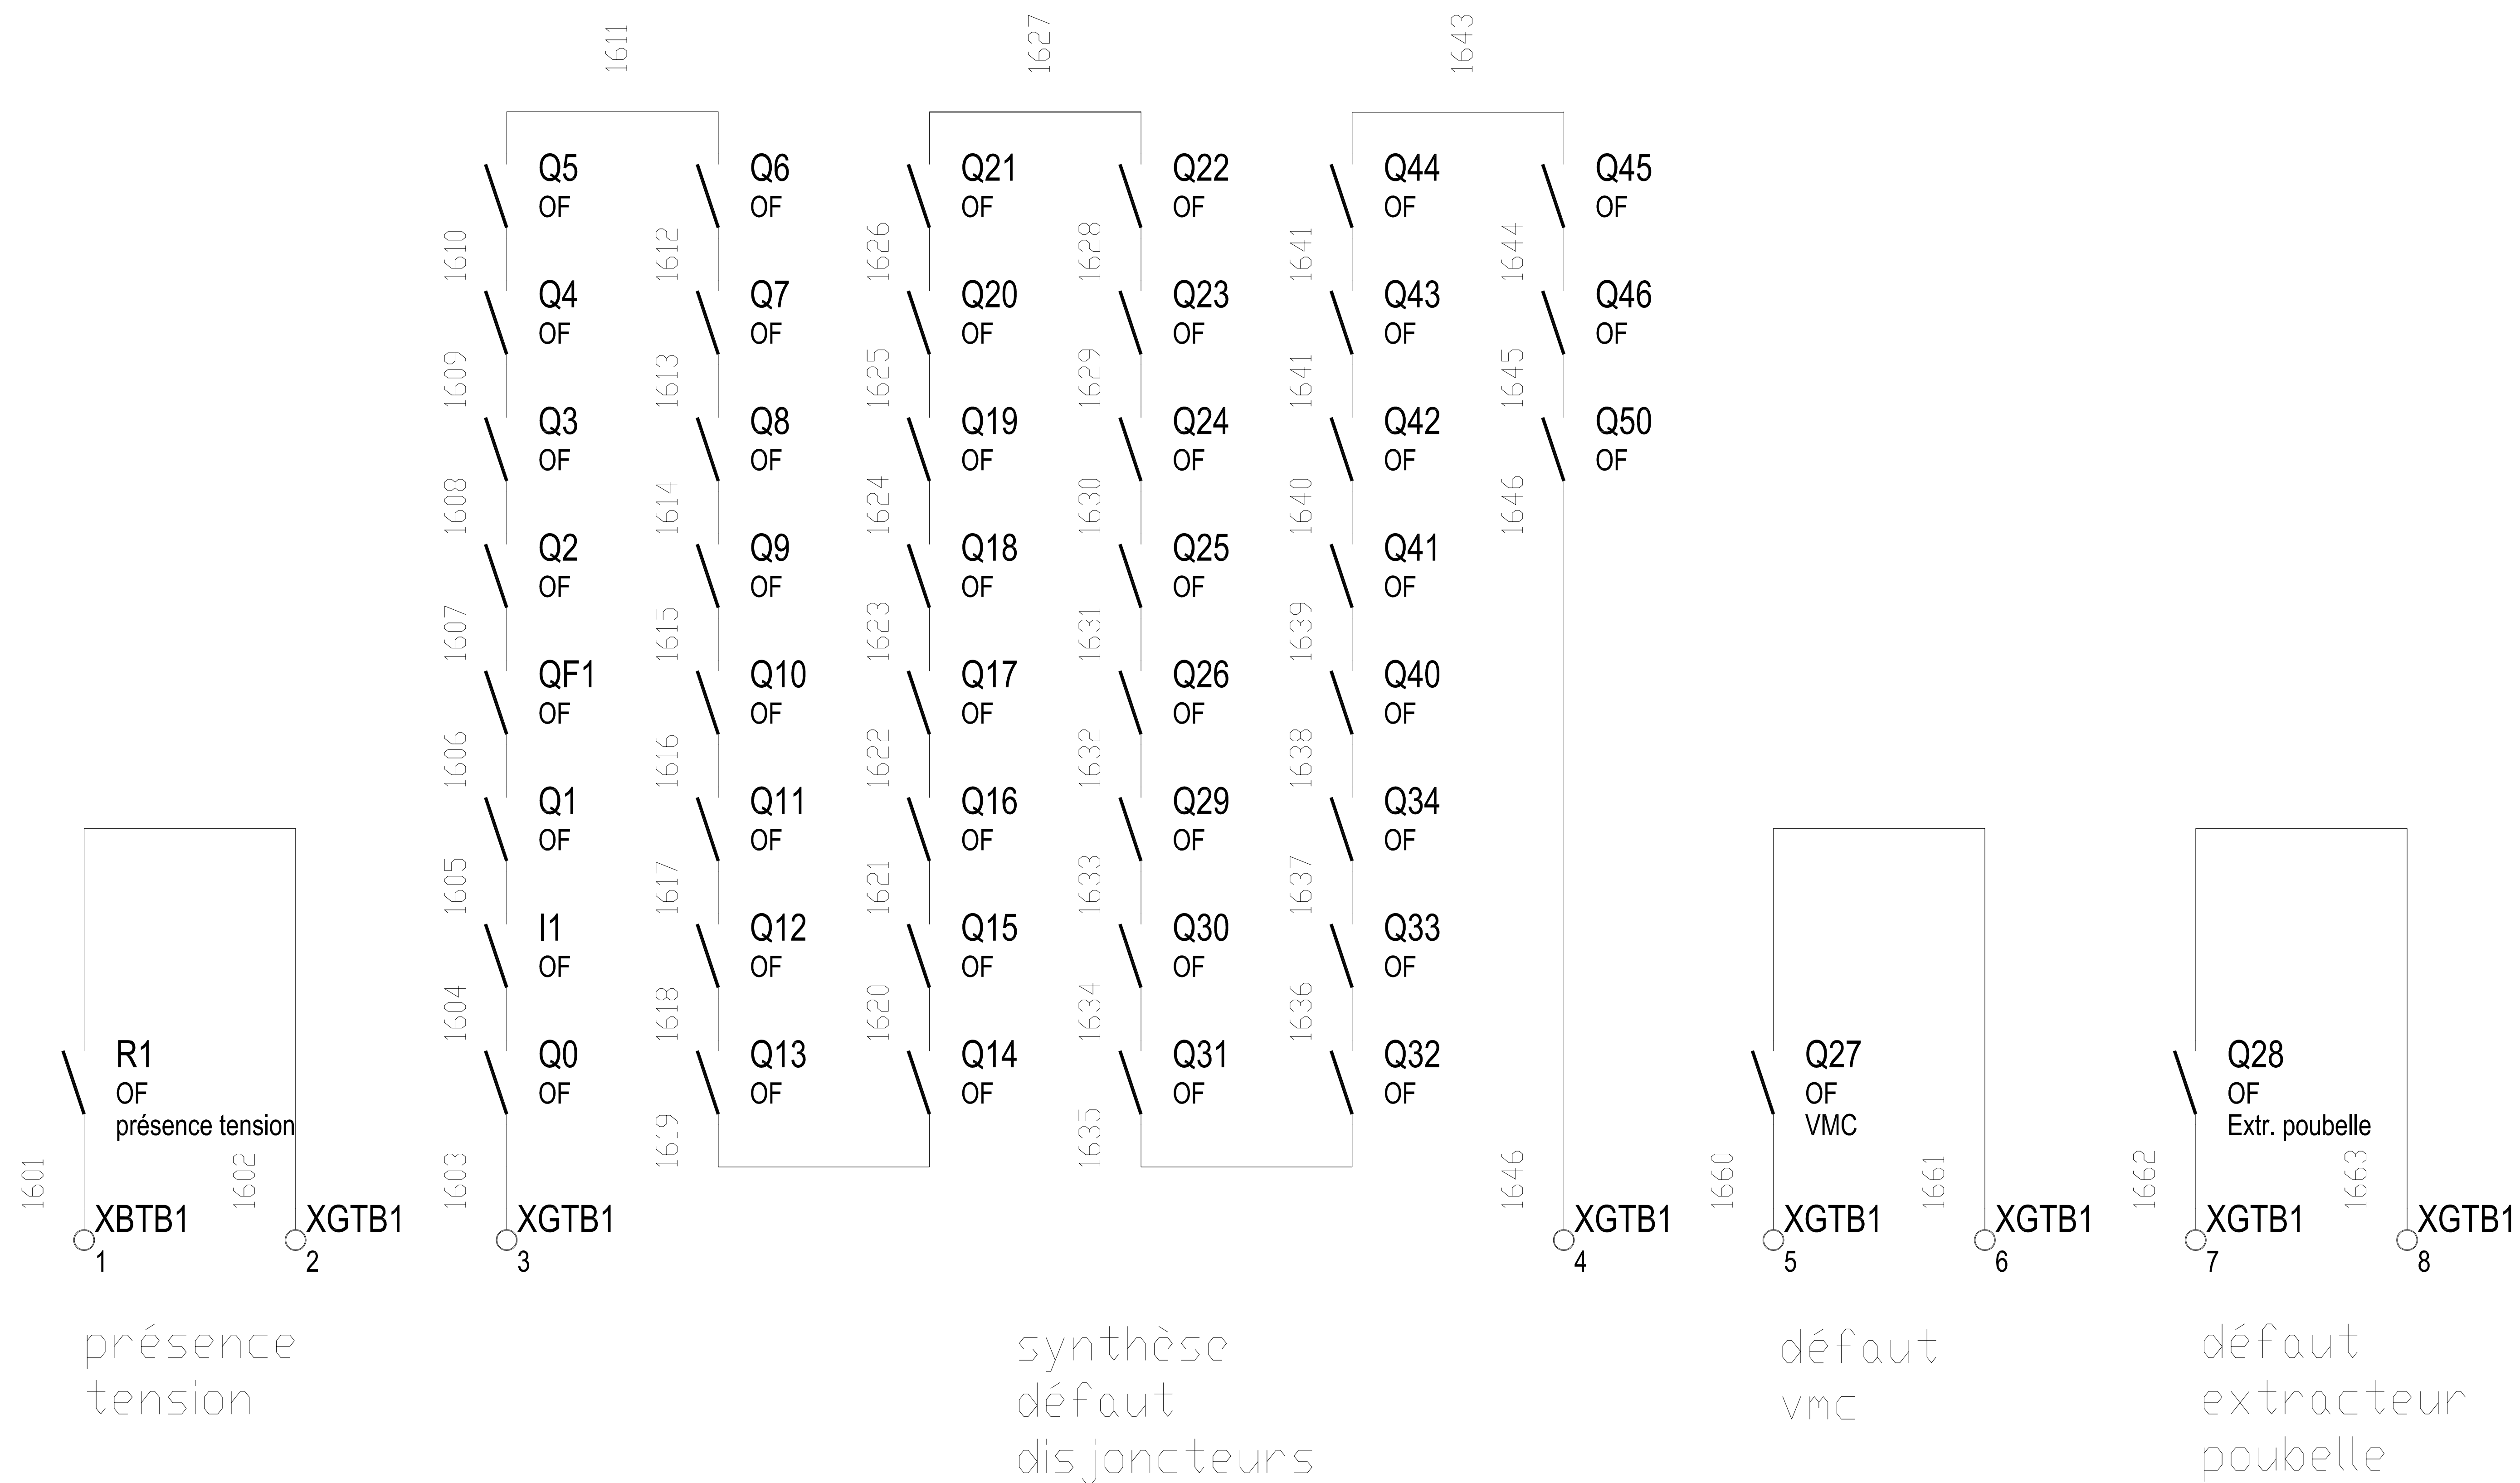 1611
1627
1643
Q5
OF
Q6
OF
Q21
OF
Q22
OF
Q44
OF
Q45
OF
1610
1612
1626
1628
1641
1644
Q4
OF
Q7
OF
Q20
OF
Q23
OF
Q43
OF
Q46
OF
1609
1613
1625
1629
1641
1645
Q3
OF
Q8
OF
Q19
OF
Q24
OF
Q42
OF
Q50
OF
1608
1614
1624
1630
1640
1646
Q2
OF
Q9
OF
Q18
OF
Q25
OF
Q41
OF
1607
1615
1623
1631
1639
QF1
OF
Q10
OF
Q17
OF
Q26
OF
Q40
OF
1606
1616
1622
1632
1638
Q1
OF
Q11
OF
Q16
OF
Q29
OF
Q34
OF
1605
1617
1621
1633
1637
I1
OF
Q12
OF
Q15
OF
Q30
OF
Q33
OF
1604
1618
1620
1634
1636
R1
OF
présence tension
Q0
OF
Q13
OF
Q14
OF
Q31
OF
Q32
OF
Q27
OF
VMC
Q28
OF
Extr. poubelle
1601
1602
1603
1619
1635
1646
1660
1661
1662
1663
XBTB1
1
XGTB1
2
XGTB1
3
XGTB1
4
XGTB1
5
XGTB1
6
XGTB1
7
XGTB1
8
présence
tension
synthèse
défaut
disjoncteurs
défaut
vmc
défaut
extracteur
poubelle